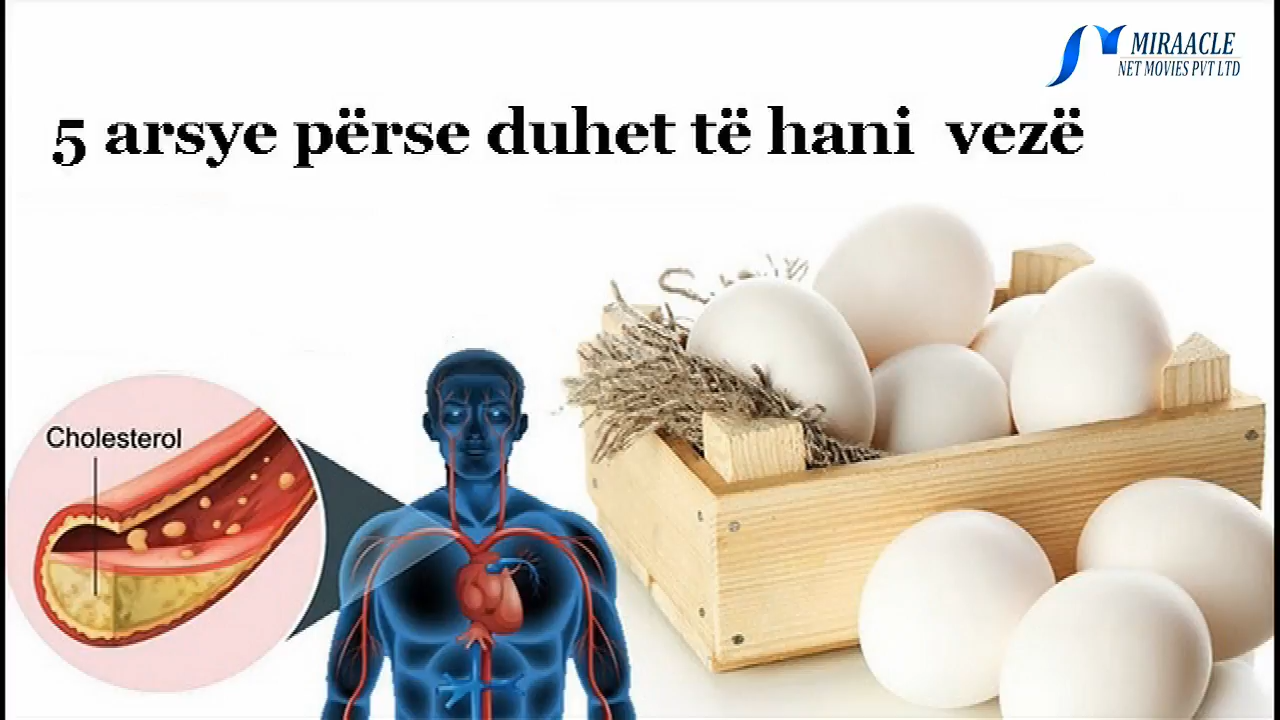 MIRAACLE
NET MOVIES PVT LTD
5 arsye përse duhet të hani vezë
Cholesterol